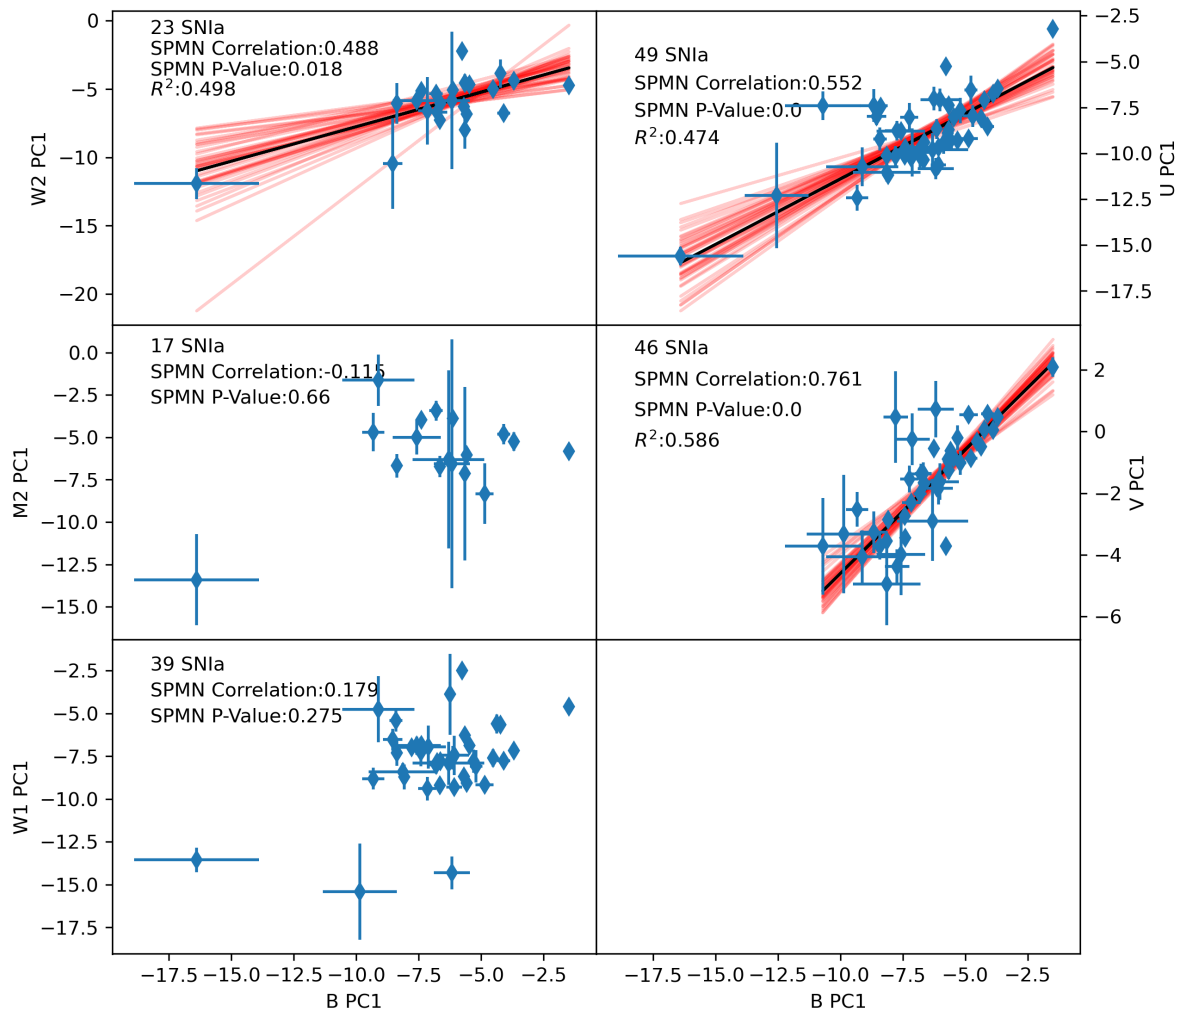 23 SNIa
SPMN Correlation:0.488
SPMN P-Value:0.018
R²:0.498
0
−5
−10
−15
−20
W2 PC1
49 SNIa
SPMN Correlation:0.552
SPMN P-Value:0.0
R²:0.474
−2.5
−5.0
−7.5
−10.0
−12.5
−15.0
−17.5
U PC1
17 SNIa
SPMN Correlation:-0.115
SPMN P-Value:0.66
0.0
−2.5
−5.0
−7.5
−10.0
−12.5
−15.0
M2 PC1
46 SNIa
SPMN Correlation:0.761
SPMN P-Value:0.0
R²:0.586
2
0
−2
−4
−6
V PC1
39 SNIa
SPMN Correlation:0.179
SPMN P-Value:0.275
−2.5
−5.0
−7.5
−10.0
−12.5
−15.0
−17.5
W1 PC1
−17.5 −15.0 −12.5 −10.0 −7.5 −5.0 −2.5
B PC1
−17.5 −15.0 −12.5 −10.0 −7.5 −5.0 −2.5
B PC1